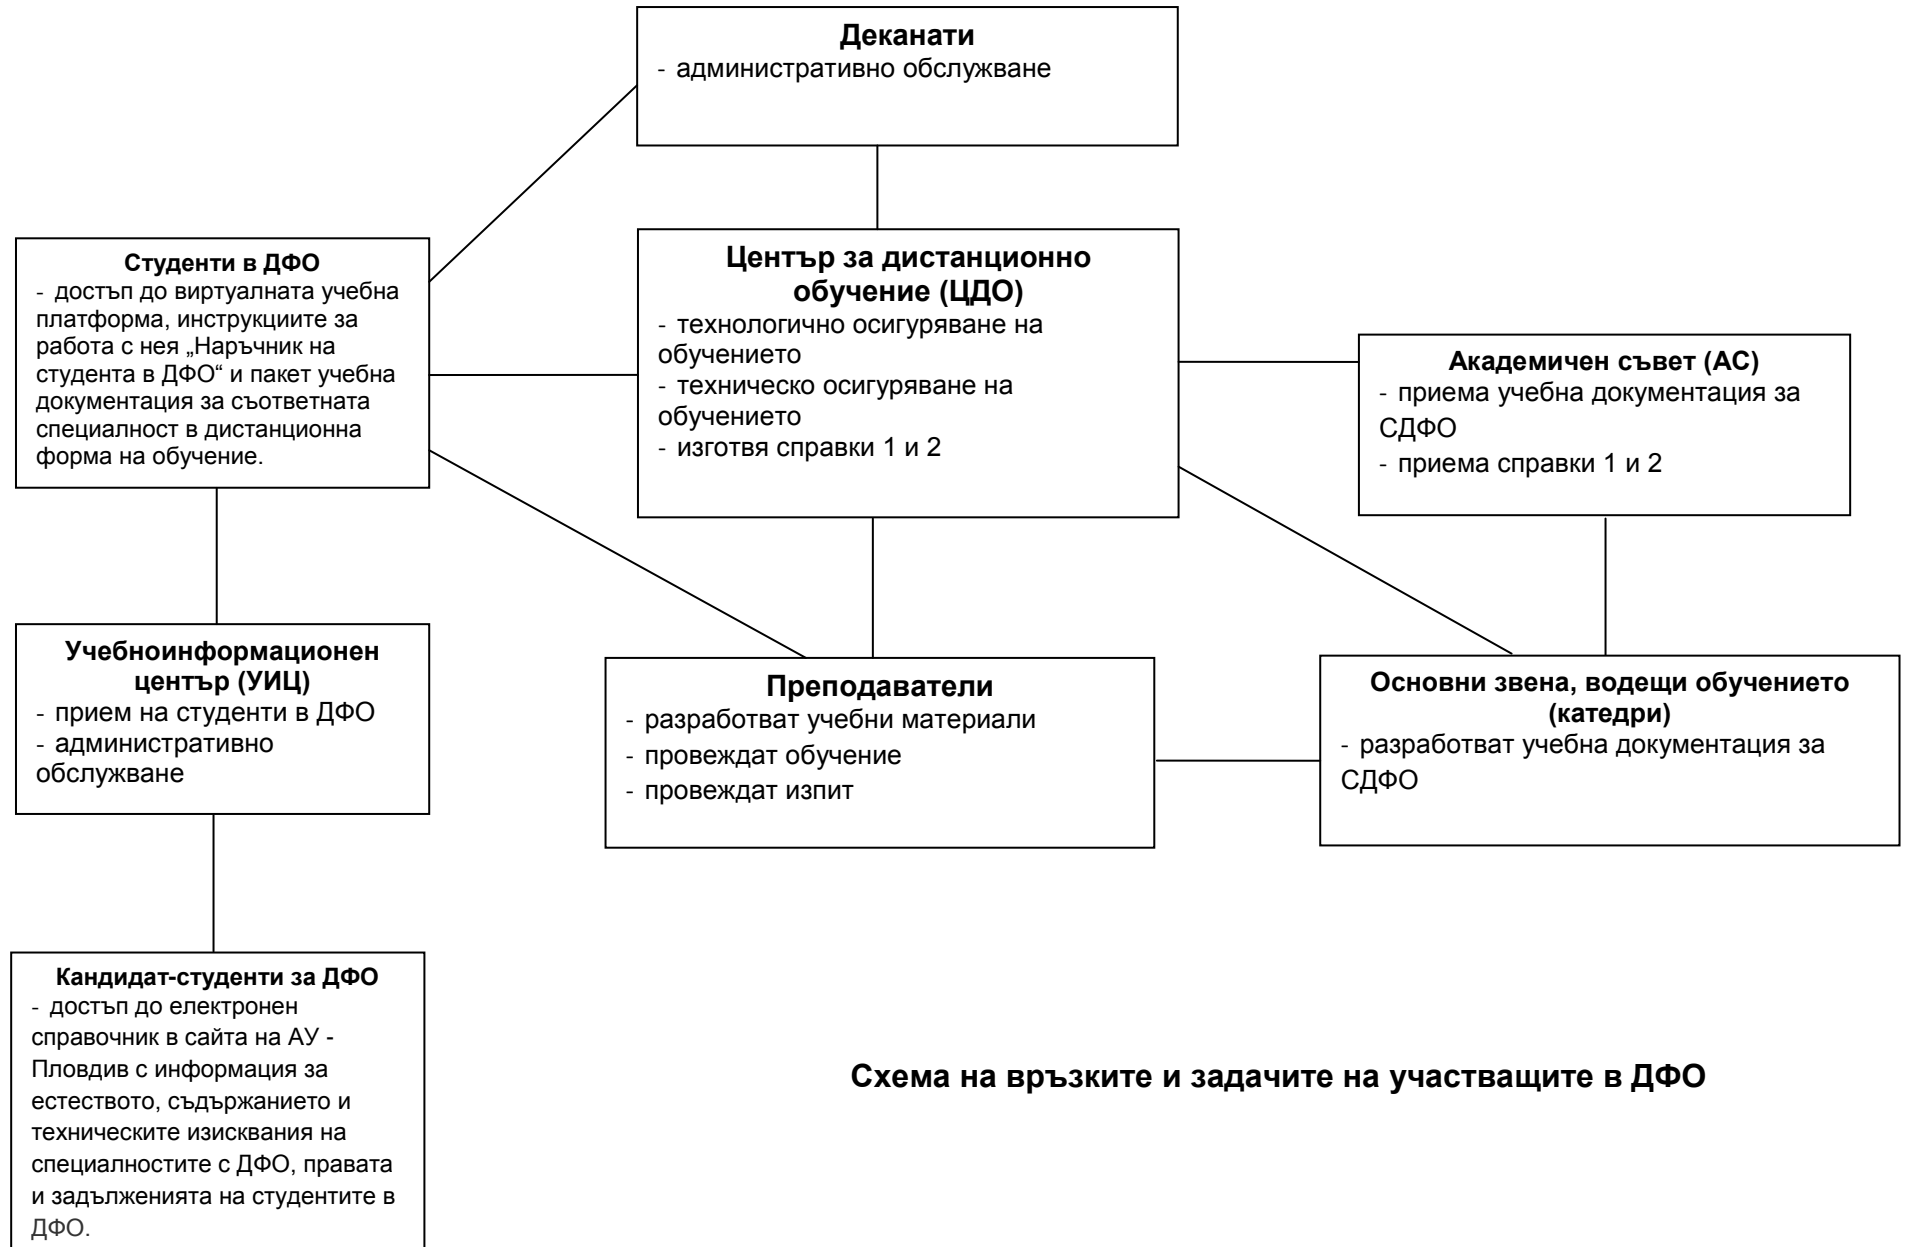 Деканати
- административно обслужване
Студенти в ДФО
- достъп до виртуалната учебна
платформа, инструкциите за
работа с нея „Наръчник на
студента в ДФО“ и пакет учебна
документация за съответната
специалност в дистанционна
форма на обучение.
Център за дистанционно
обучение (ЦДО)
- технологично осигуряване на
обучението
- техническо осигуряване на
обучението
- изготвя справки 1 и 2
Академичен съвет (АС)
- приема учебна документация за
СДФО
- приема справки 1 и 2
Учебноинформационен
център (УИЦ)
- прием на студенти в ДФО
- административно
обслужване
Преподаватели
- разработват учебни материали
- провеждат обучение
- провеждат изпит
Основни звена, водещи обучението
(катедри)
- разработват учебна документация за
СДФО
Кандидат-студенти за ДФО
- достъп до електронен
справочник в сайта на АУ -
Пловдив с информация за
естеството, съдържанието и
техническите изисквания на
специалностите с ДФО, правата
и задълженията на студентите в
ДФО.
Схема на връзките и задачите на участващите в ДФО